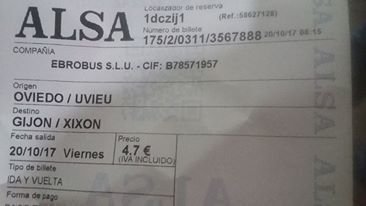 ALSA
Localizador de reserva
1dczij1 (Ref.:58627128)
Número de billete
175/2/0311/3567888 20/10/17 08:15
COMPAÑIA
EBROBUS S.L.U. - CIF: B78571957
Origen
OVIEDO / UVIEU
Destino
GIJON / XIXON
Fecha salida Precio
20/10/17 Viernes 4.7 €
(IVA INCLUIDO)
Tipo de billete
IDA Y VUELTA
Forma de pago
ALSA ALSA